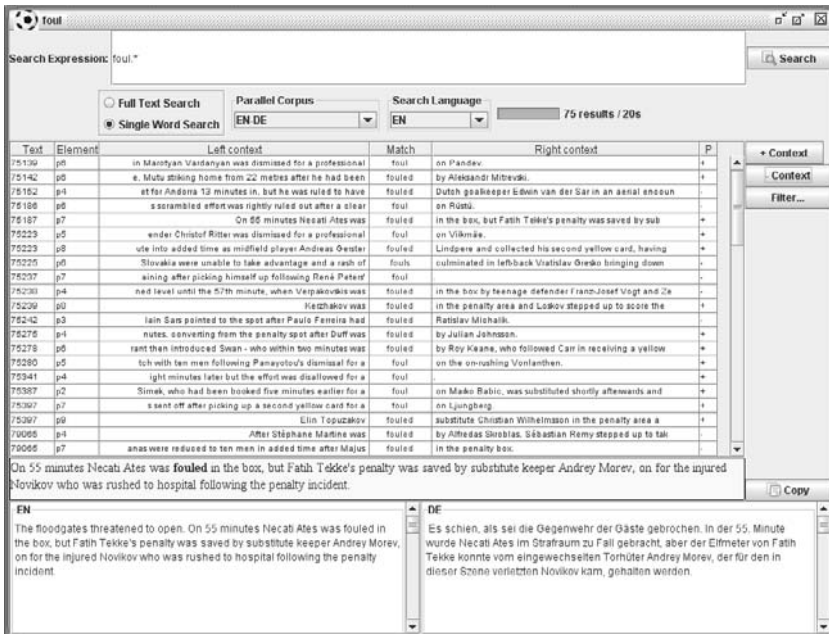 foul
Search Expression: foul.* Search
Full Text Search Parallel Corpus Search Language
Single Word Search EN-DE EN 75 results / 20s
Text Element Left context Match Right context P
+ Context
- Context
Filter...
75139 p6 in Marotyan Vardanyan was dismissed for a professional foul on Pandev. +
75142 p6 e. Mutu striking home from 22 metres after he had been fouled by Aleksandr Mitrevski. +
75152 p4 et for Andorra 13 minutes in, but he was ruled to have fouled Dutch goalkeeper Edwin van der Sar in an aerial encoun -
75186 p6 s scrambled effort was rightly ruled out after a clear foul on Rüstü. -
75187 p7 On 55 minutes Necati Ates was fouled in the box, but Fatih Tekke's penalty was saved by sub +
75223 p5 ender Christof Ritter was dismissed for a professional foul on Viikmäe. +
75223 p8 ute into added time as midfield player Andreas Gerster fouled Lindpere and collected his second yellow card, having +
75225 p6 Slovakia were unable to take advantage and a rash of fouls culminated in left-back Vratislav Gresko bringing down -
75237 p7 aining after picking himself up following René Peters' foul
75238 p4 ned level until the 57th minute, when Verpakovskis was fouled in the box by teenage defender Franz-Josef Vogt and Ze
75239 Kerzhakov was fouled in the penalty area and Loskov stepped up to score the +
75242 p3 lain Sars pointed to the spot after Paulo Ferreira had fouled Ratislav Michalik.
75276 p4 nutes, converting from the penalty spot after Duff was fouled by Julian Johnsson. +
75278 p6 rant then introduced Swan - who within two minutes was fouled by Roy Keane, who followed Carr in receiving a yellow +
75280 p5 tch with ten men following Panayotou's dismissal for a foul on the on-rushing Vonlanthen. -
75341 p4 ight minutes later but the effort was disallowed for a foul . +
75387 p2 Simek, who had been booked five minutes earlier for a foul on Marko Babic, was substituted shortly afterwards and +
75397 p7 s sent off after picking up a second yellow card for a foul on Ljungberg. +
75397 p9 Elin Topuzakov fouled substitute Christian Wilhelmsson in the penalty area a +
79066 p4 After Stéphane Martine was fouled by Alfredas Skroblas, Sébastian Remy stepped up to tak -
79066 p7 anas were reduced to ten men in added time after Majus fouled in the penalty box. -
On 55 minutes Necati Ates was fouled in the box, but Fatih Tekke's penalty was saved by substitute keeper Andrey Morev, on for the injured
Novikov who was rushed to hospital following the penalty incident.
Copy
EN
The floodgates threatened to open. On 55 minutes Necati Ates was fouled in
the box, but Fatih Tekke's penalty was saved by substitute keeper Andrey Morev,
on for the injured Novikov who was rushed to hospital following the penalty
incident
DE
Es schien, als sei die Gegenwehr der Gäste gebrochen. In der 55. Minute
wurde Necati Ates im Strafraum zu Fall gebracht, aber der Elfmeter von Fatih
Tekke konnte vom eingewechselten Torhüter Andrey Morev, der für den in
dieser Szene verletzten Novikov kam, gehalten werden.